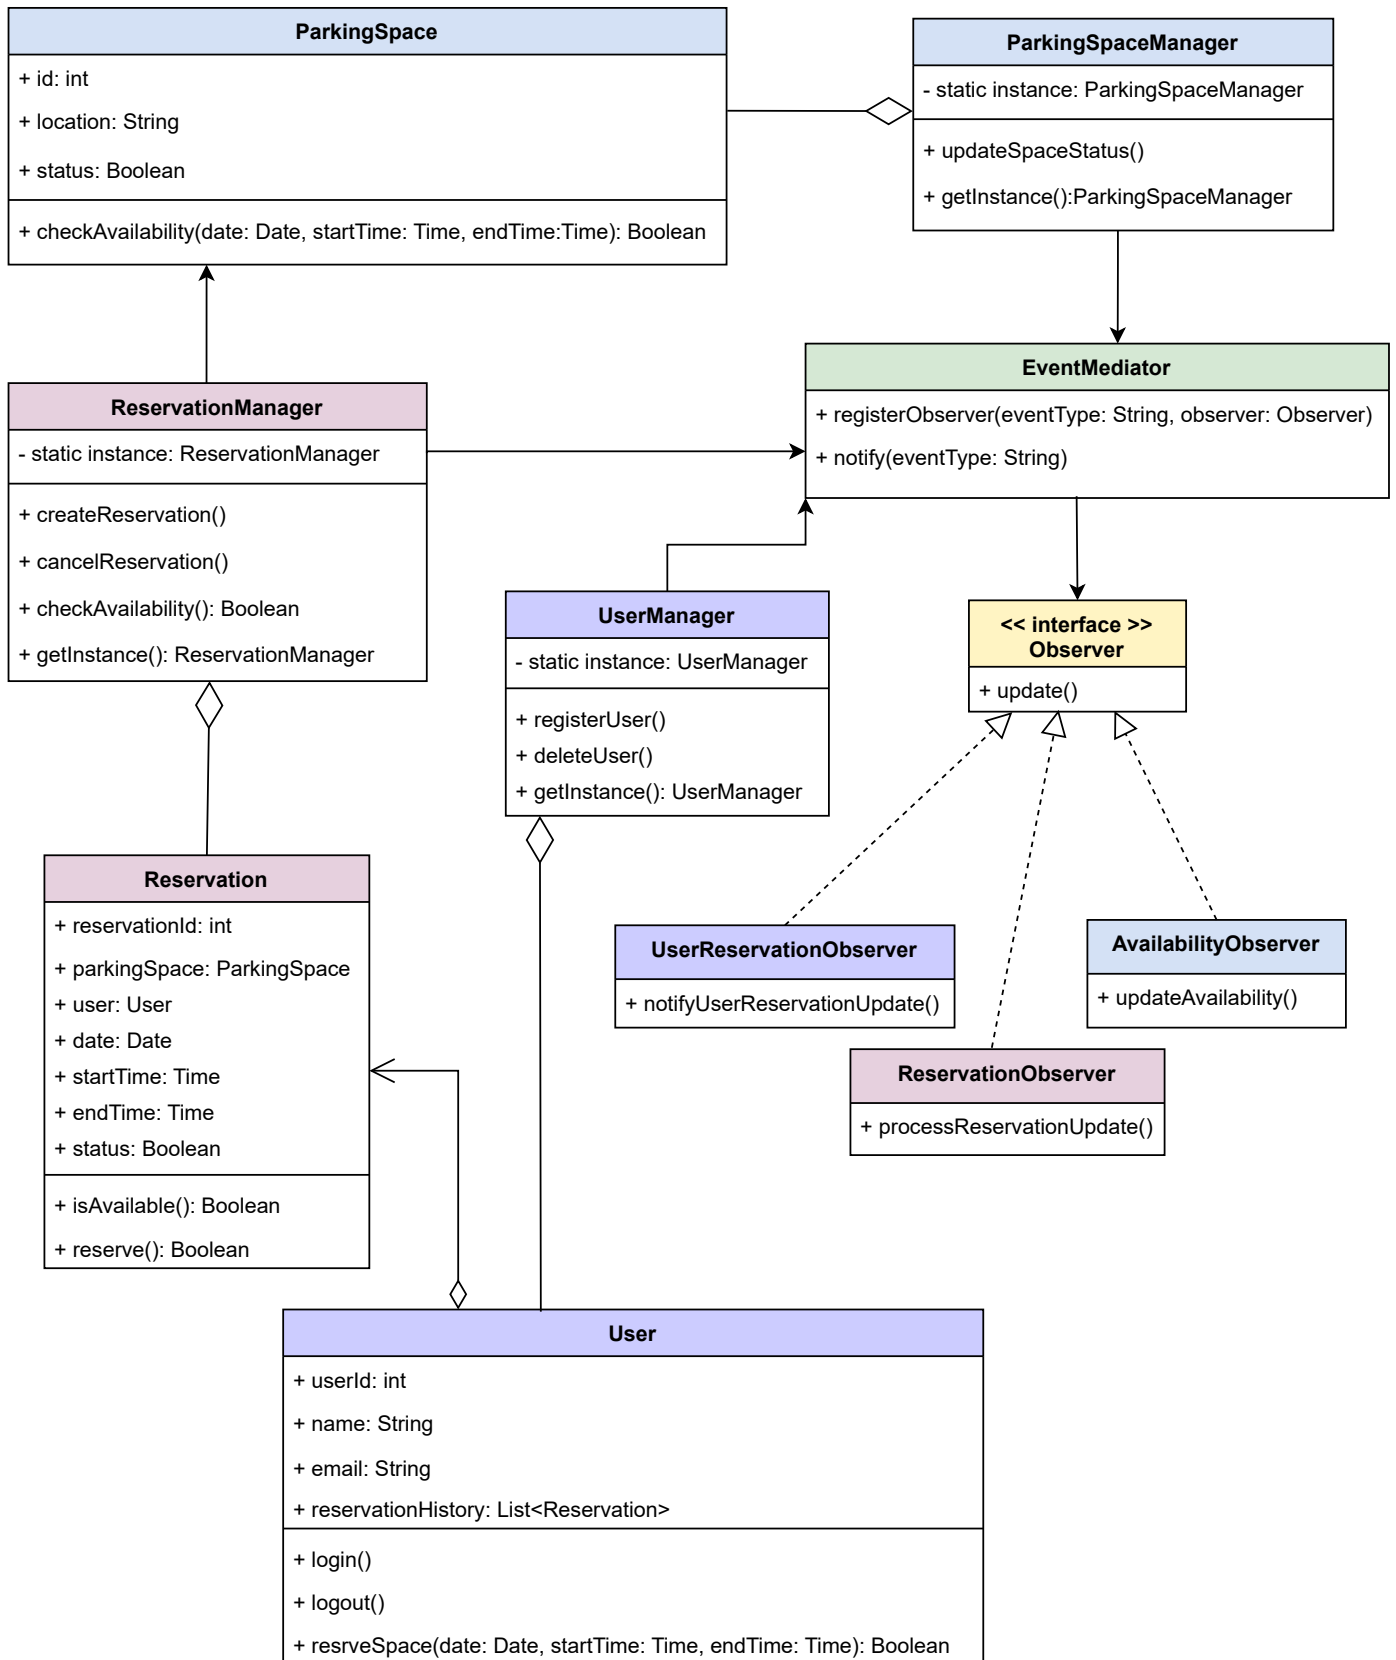 ParkingSpace
+ id: int
+ location: String
+ status: Boolean
+ checkAvailability(date: Date, startTime: Time, endTime:Time): Boolean
ParkingSpaceManager
- static instance: ParkingSpaceManager
+ updateSpaceStatus()
+ getInstance():ParkingSpaceManager
EventMediator
+ registerObserver(eventType: String, observer: Observer)
+ notify(eventType: String)
ReservationManager
- static instance: ReservationManager
+ createReservation()
+ cancelReservation()
+ checkAvailability(): Boolean
+ getInstance(): ReservationManager
UserManager
- static instance: UserManager
+ registerUser()
+ deleteUser()
+ getInstance(): UserManager
<< interface >>
Observer
+ update()
Reservation
+ reservationId: int
+ parkingSpace: ParkingSpace
+ user: User
+ date: Date
+ startTime: Time
+ endTime: Time
+ status: Boolean
+ isAvailable(): Boolean
+ reserve(): Boolean
UserReservationObserver
+ notifyUserReservationUpdate()
AvailabilityObserver
+ updateAvailability()
ReservationObserver
+ processReservationUpdate()
User
+ userId: int
+ name: String
+ email: String
+ reservationHistory: List<Reservation>
+ login()
+ logout()
+ resrveSpace(date: Date, startTime: Time, endTime: Time): Boolean